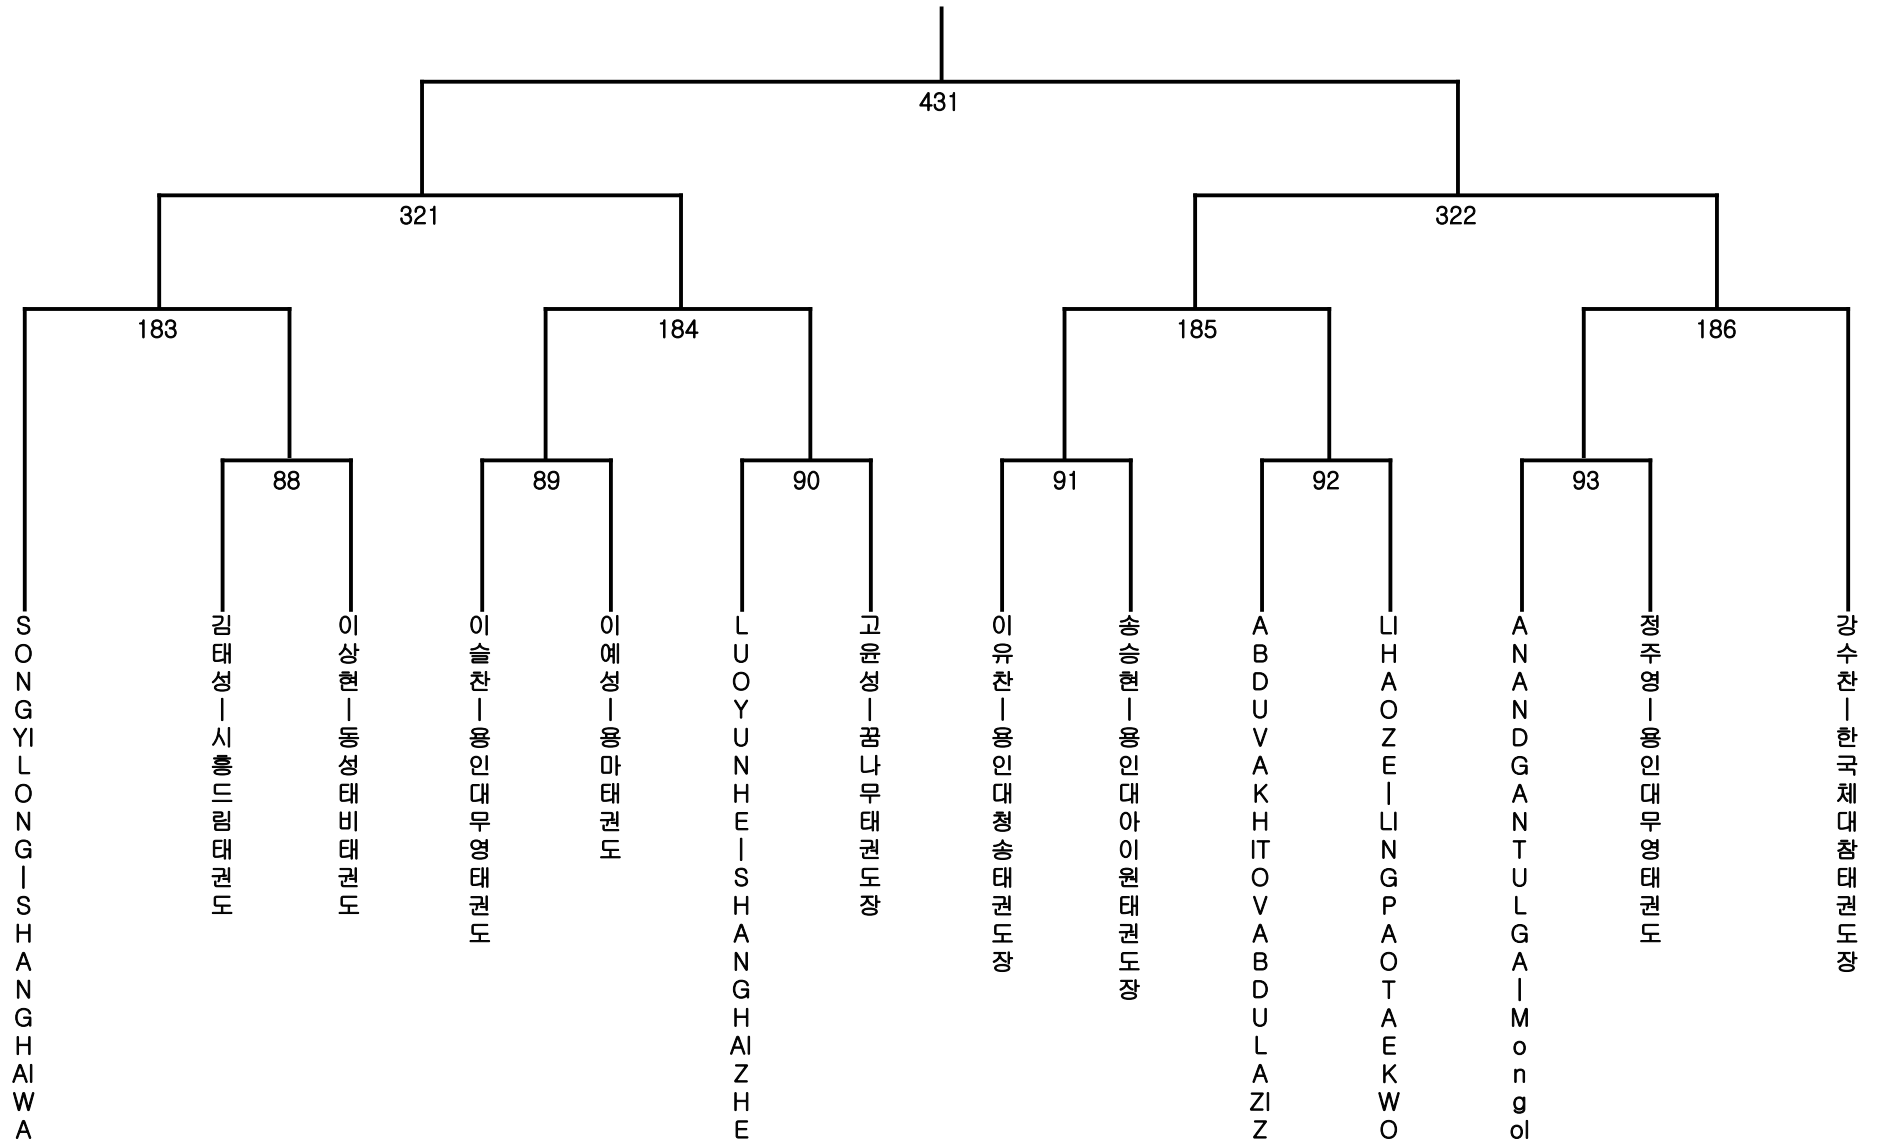 431
321
322
183
184
185
186
88
89
90
91
92
93
SONGYILONG|SHANGHAIWA
김태성|시흥드림태권도
이상현|동성태비태권도
이슬찬|용인대무영태권도
이예성|용마태권도
LUOYUNHE|SHANGHAIZHE
고윤성|꿈나무태권도장
이유찬|용인대청송태권도장
송승현|용인대아이원태권도장
ABDUVAKHITOVABDULAZIZ
LIHAOZE|LINGPAOTAEKWO
ANANDGANTULGA|Mongol
정주영|용인대무영태권도
강수찬|한국체대참태권도장